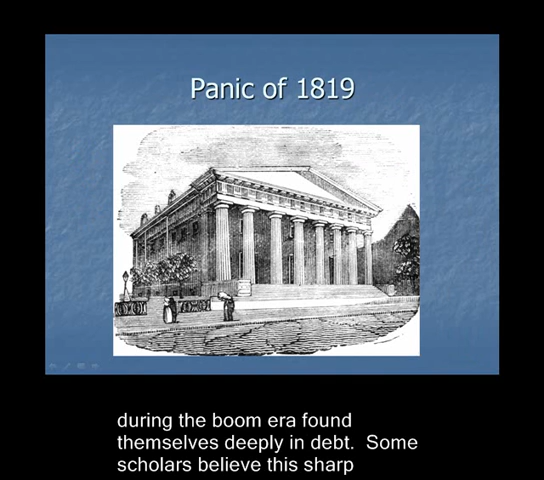 Panic of 1819
during the boom era found
themselves deeply in debt.  Some
scholars believe this sharp